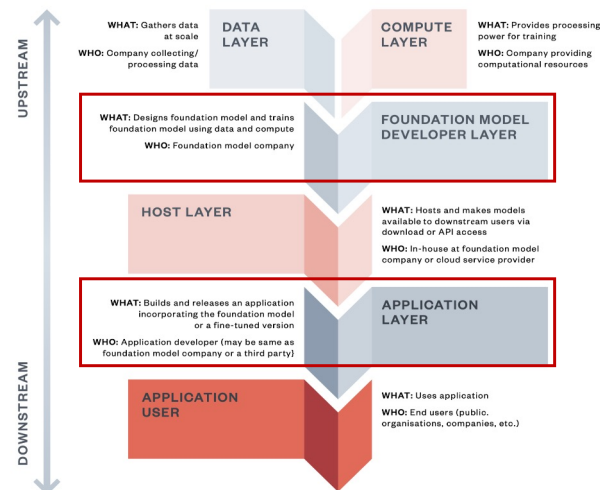 UPSTREAM
WHAT: Gathers data
at scale
WHO: Company collecting/
processing data
DATA
LAYER
COMPUTE
LAYER
WHAT: Provides processing
power for training
WHO: Company providing
computational resources
WHAT: Designs foundation model and trains
foundation model using data and compute
WHO: Foundation model company
FOUNDATION MODEL
DEVELOPER LAYER
HOST LAYER
WHAT: Hosts and makes models
available to downstream users via
download or API access
WHO: In-house at foundation model
company or cloud service provider
WHAT: Builds and releases an application
incorporating the foundation model
or a fine-tuned version
WHO: Application developer (may be same as
foundation model company or a third party)
APPLICATION
LAYER
DOWNSTREAM
APPLICATION
USER
WHAT: Uses application
WHO: End users (public.
organisations, companies, etc.)